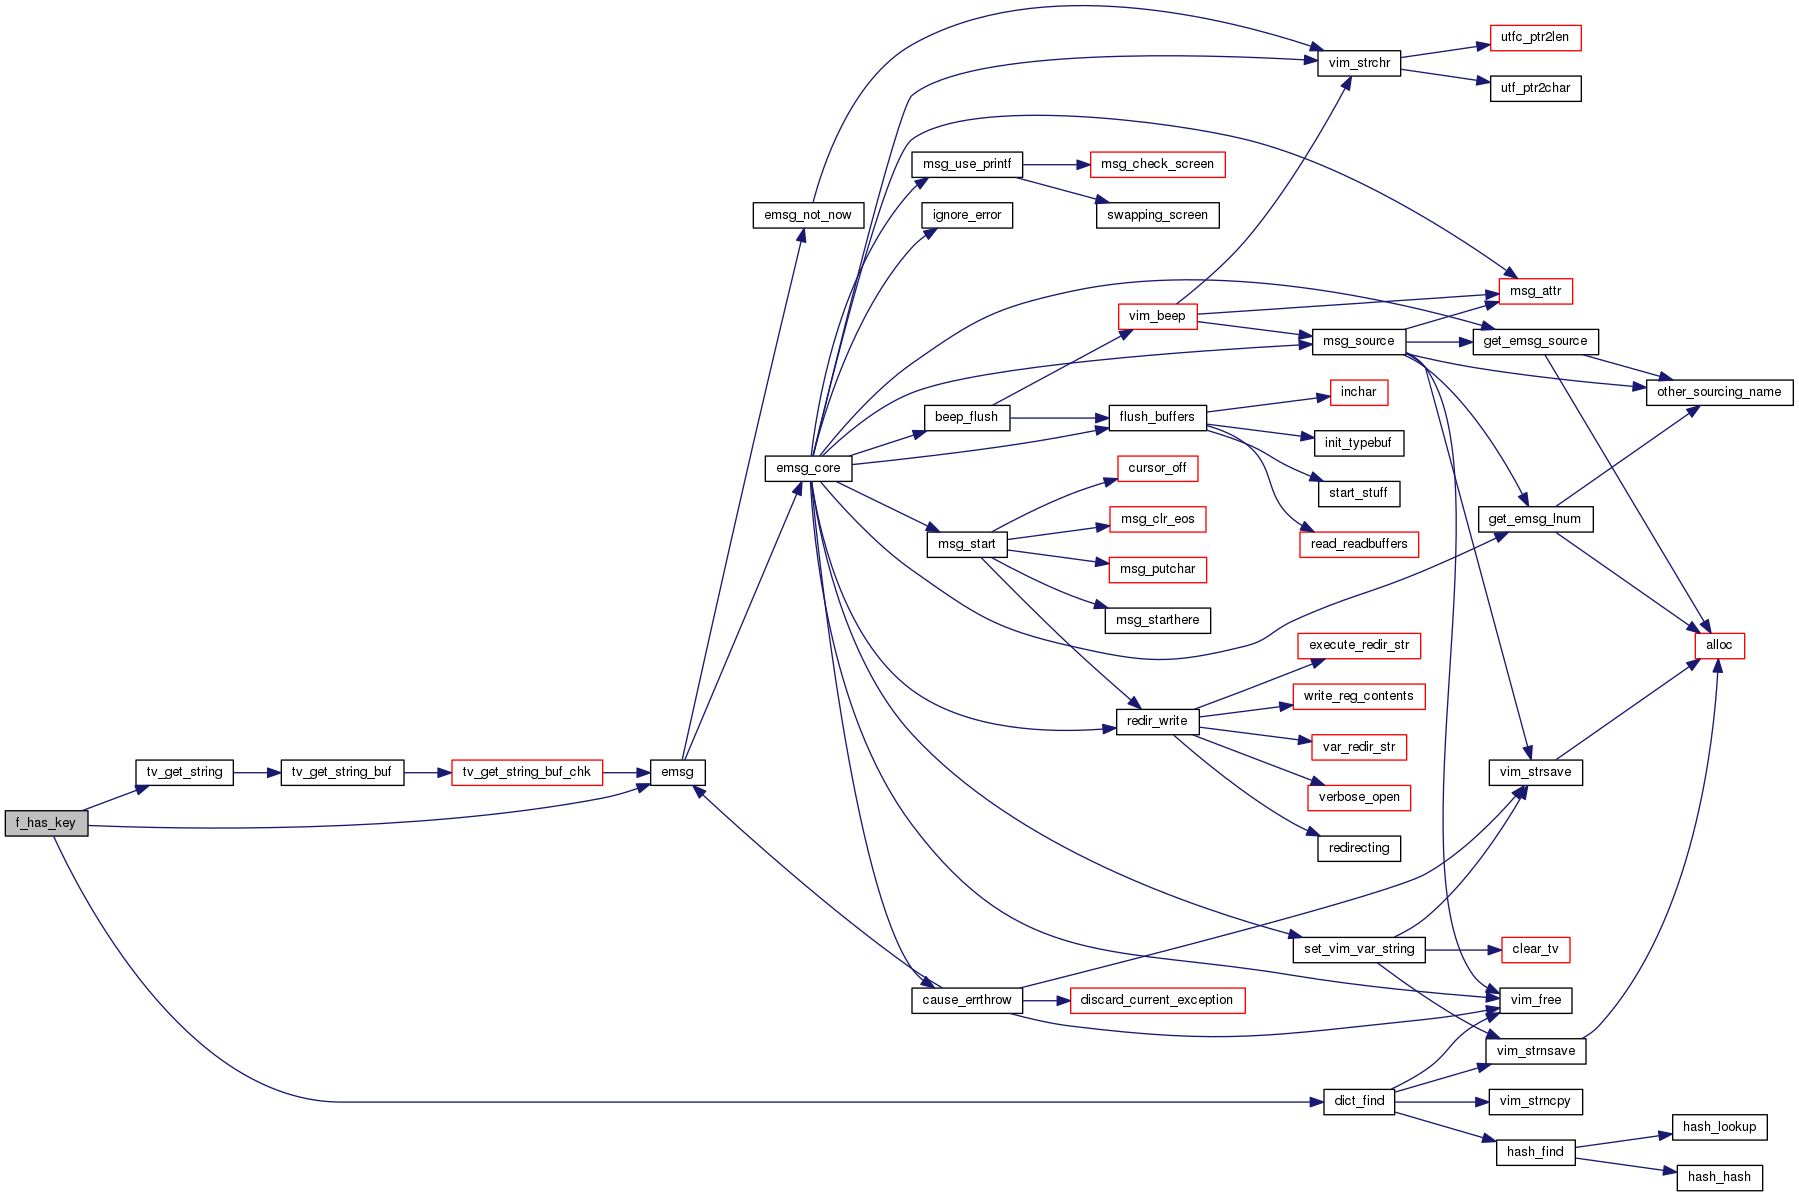 utfc_ptr2len
vim_strchr
utf_ptr2char
msg_use_printf
msg_check_screen
emsg_not_now
ignore_error
swapping_screen
msg_attr
vim_beep
msg_source
get_emsg_source
other_sourcing_name
inchar
beep_flush
flush_buffers
init_typebuf
emsg_core
cursor_off
start_stuff
msg_clr_eos
get_emsg_lnum
msg_start
read_readbuffers
msg_putchar
msg_starthere
execute_redir_str
alloc
write_reg_contents
redir_write
var_redir_str
tv_get_string
tv_get_string_buf
tv_get_string_buf_chk
emsg
vim_strsave
verbose_open
f_has_key
redirecting
set_vim_var_string
clear_tv
cause_errthrow
discard_current_exception
vim_free
vim_strnsave
dict_find
vim_strncpy
hash_lookup
hash_find
hash_hash